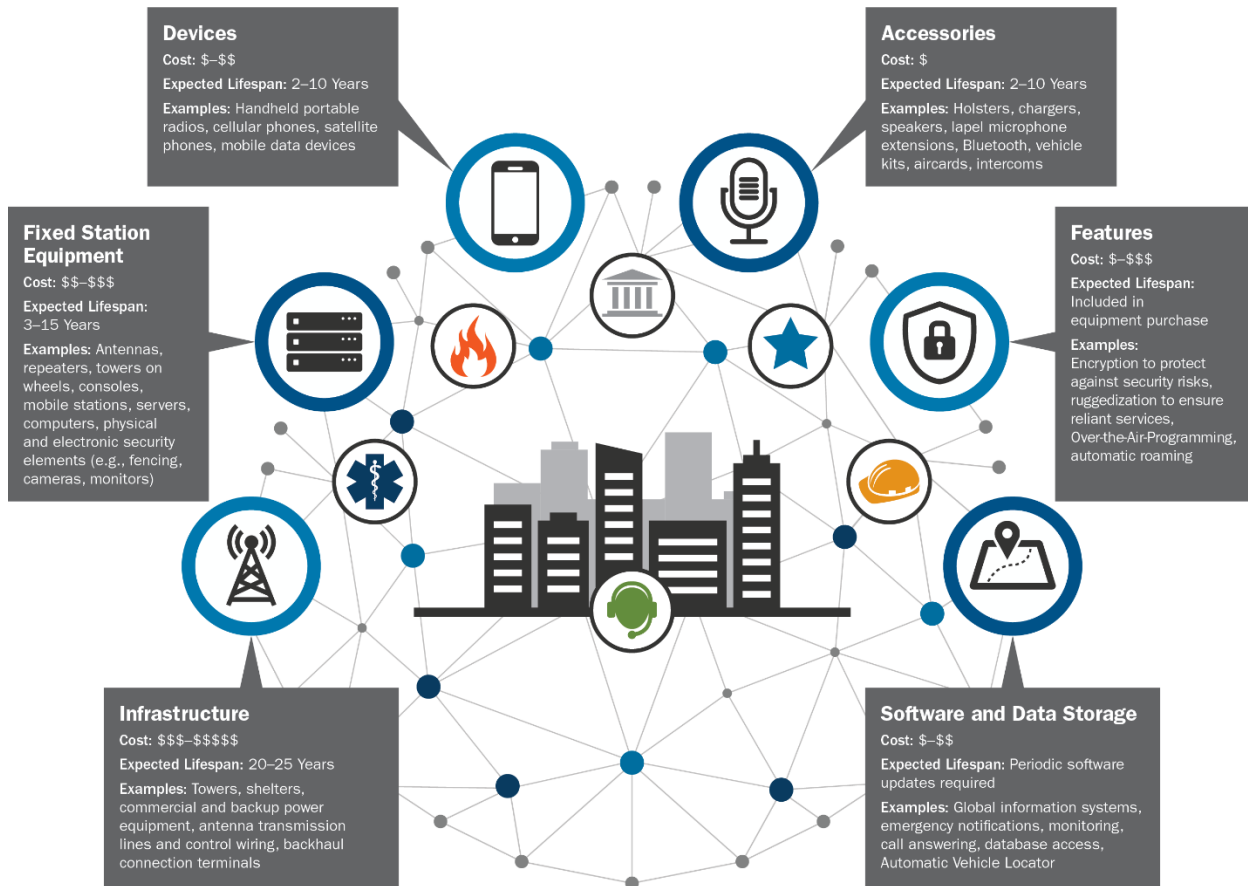 Devices
Cost: $–$$
Expected Lifespan: 2–10 Years
Examples: Handheld portable
radios, cellular phones, satellite
phones, mobile data devices
Accessories
Cost: $
Expected Lifespan: 2–10 Years
Examples: Holsters, chargers,
speakers, lapel microphone
extensions, Bluetooth, vehicle
kits, aircards, intercoms
Fixed Station
Equipment
Cost: $$–$$$
Expected Lifespan:
3–15 Years
Examples: Antennas,
repeaters, towers on
wheels, consoles,
mobile stations, servers,
computers, physical
and electronic security
elements (e.g., fencing,
cameras, monitors)
Features
Cost: $–$$$
Expected Lifespan:
Included in
equipment purchase
Examples:
Encryption to protect
against security risks,
ruggedization to ensure
reliant services,
Over-the-Air-Programming,
automatic roaming
Infrastructure
Cost: $$$–$$$$$
Expected Lifespan: 20–25 Years
Examples: Towers, shelters,
commercial and backup power
equipment, antenna transmission
lines and control wiring, backhaul
connection terminals
Software and Data Storage
Cost: $–$$
Expected Lifespan: Periodic software
updates required
Examples: Global information systems,
emergency notifications, monitoring,
call answering, database access,
Automatic Vehicle Locator